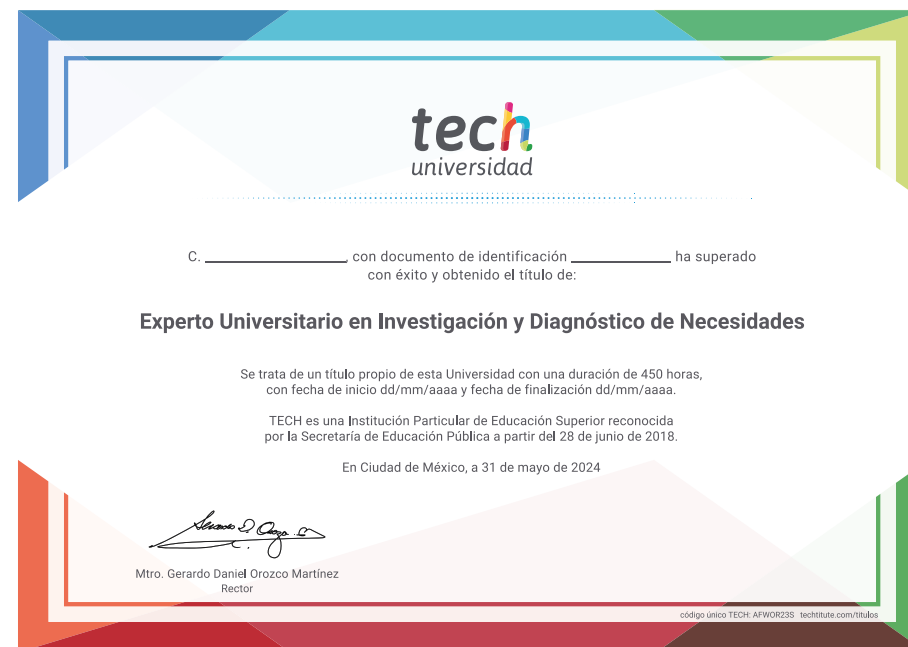 tech
universidad
C. ____________________, con documento de identificación ______________ ha superado
con éxito y obtenido el título de:
Experto Universitario en Investigación y Diagnóstico de Necesidades
Se trata de un título propio de esta Universidad con una duración de 450 horas,
con fecha de inicio dd/mm/aaaa y fecha de finalización dd/mm/aaaa.
TECH es una Institución Particular de Educación Superior reconocida
por la Secretaría de Educación Pública a partir del 28 de junio de 2018.
En Ciudad de México, a 31 de mayo de 2024
Mtro. Gerardo Daniel Orozco Martínez
Rector
código único TECH: AFWOR23S techtitute.com/titulos